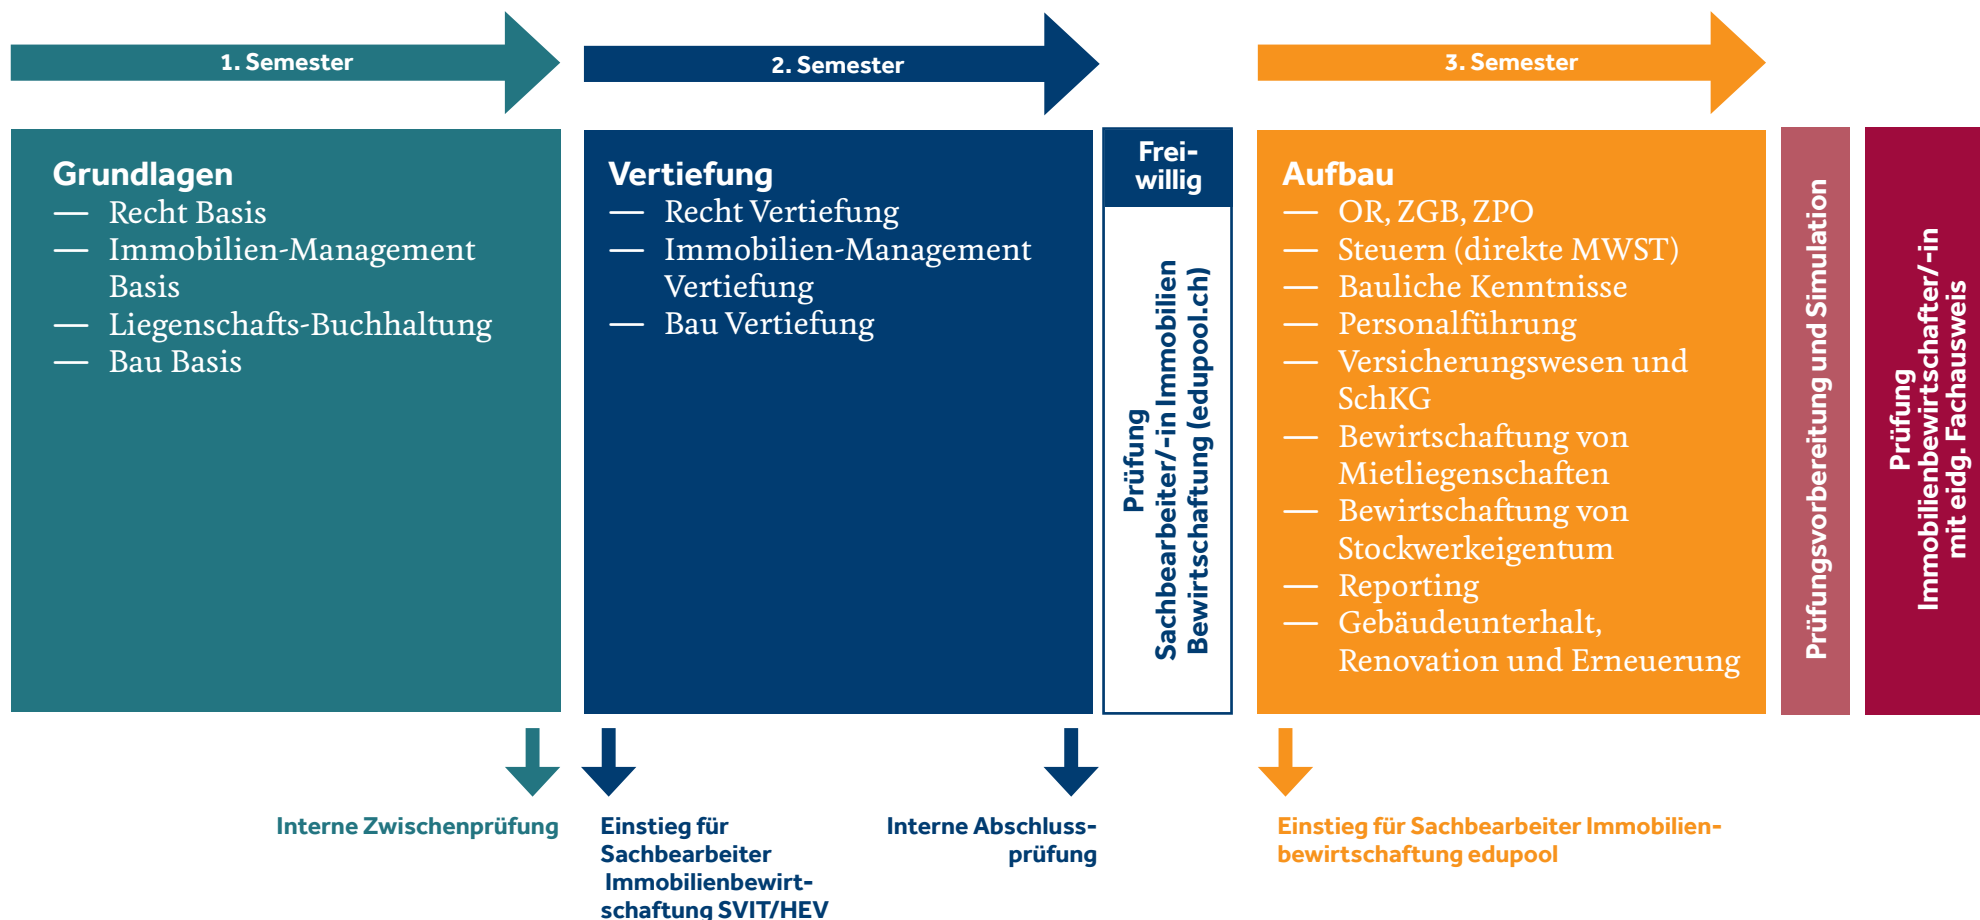 1. Semester
2. Semester
3. Semester
Grundlagen
— Recht Basis
— Immobilien-Management
Basis
— Liegenschafts-Buchhaltung
— Bau Basis
Vertiefung
— Recht Vertiefung
— Immobilien-Management
Vertiefung
— Bau Vertiefung
Frei-
willig
Prüfung
Sachbearbeiter/-in Immobilien
Bewirtschaftung (edupool.ch)
Aufbau
— OR, ZGB, ZPO
— Steuern (direkte MWST)
— Bauliche Kenntnisse
— Personalführung
— Versicherungswesen und
SchKG
— Bewirtschaftung von
Mietliegenschaften
— Bewirtschaftung von
Stockwerkeigentum
— Reporting
— Gebäudeunterhalt,
Renovation und Erneuerung
Prüfungsvorbereitung und Simulation
Prüfung
Immobilienbewirtschafter/-in
mit eidg. Fachausweis
Interne Zwischenprüfung
Einstieg für
Sachbearbeiter
Immobilienbewirt-
schaftung SVIT/HEV
Interne Abschluss-
prüfung
Einstieg für Sachbearbeiter Immobilien-
bewirtschaftung edupool